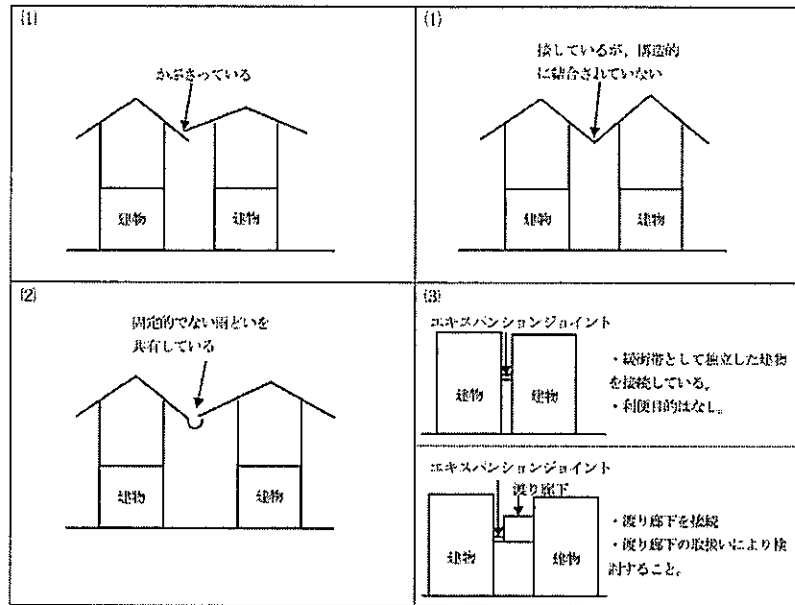 (1)
かぶさっている
建物
建物
(1)
接しているが、構造的
に結合されていない
建物
建物
(2)
固定的でない雨どいを
共有している
建物
建物
(3)
エキスパンションジョイント
・緩衝帯として独立した建物
を接続している。
・利便目的はなし。
建物
建物
エキスパンションジョイント
渡り廊下
・渡り廊下を接続
・渡り廊下の取扱いにより検
討すること。
建物
建物